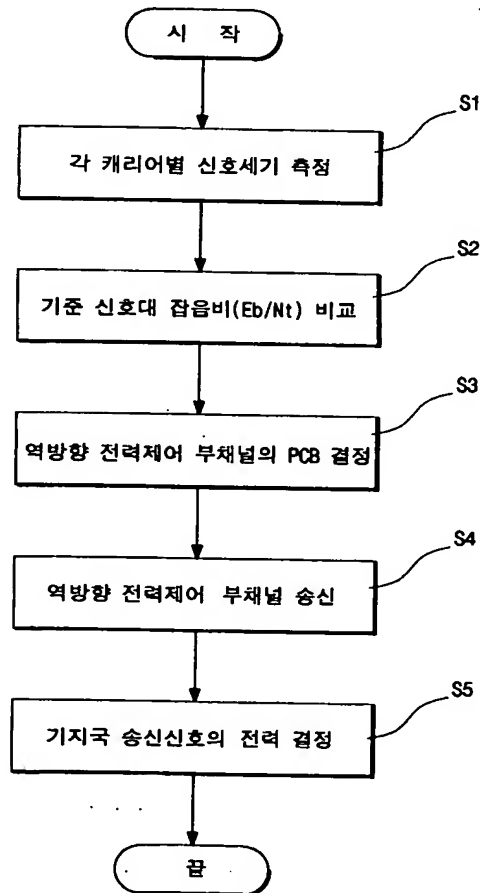 시 작
S1
각 캐리어별 신호세기 측정
S2
기준 신호대 잡음비(Eb/Nt) 비교
S3
역방향 전력제어 부채널의 PCB 결정
S4
역방향 전력제어 부채널 송신
S5
기지국 송신신호의 전력 결정
끝